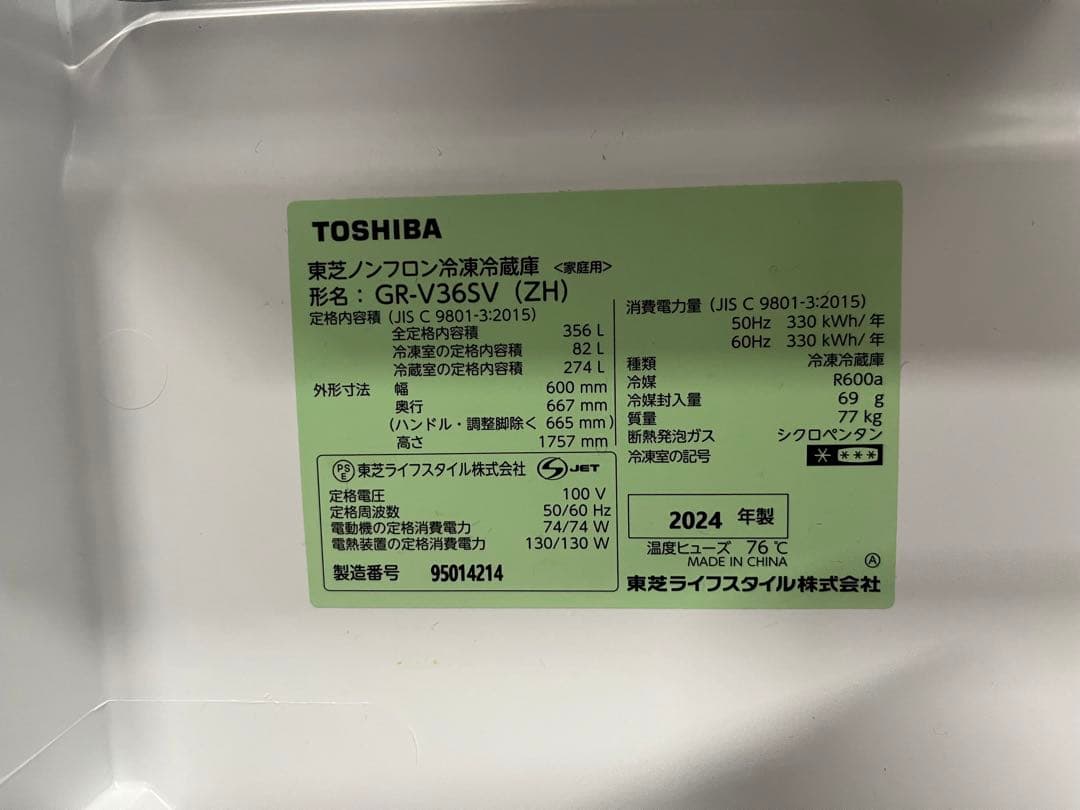 TOSHIBA
東芝ノンフロン冷凍冷蔵庫 <家庭用>
形名： GR-V36SV (ZH)
定格内容積 (JIS C 9801-3:2015)
全定格内容積 356 L
冷凍室の定格内容積 82 L
冷蔵室の定格内容積 274 L
外形寸法 幅 600 mm
奥行 667 mm
(ハンドル・調整脚除く 665 mm)
高さ 1757 mm
PSE 東芝ライフスタイル株式会社 S JET
定格電圧 100 V
定格周波数 50/60 Hz
電動機の定格消費電力 74/74 W
電熱装置の定格消費電力 130/130 W
製造番号 95014214
消費電力量 (JIS C 9801-3:2015)
50Hz 330 kWh/年
60Hz 330 kWh/年
種類 冷凍冷蔵庫
冷媒 R600a
冷媒封入量 69 g
質量 77 kg
断熱発泡ガス シクロペンタン
冷凍室の記号 * ***
2024 年製
温度ヒューズ 76 ℃
MADE IN CHINA Ⓐ
東芝ライフスタイル株式会社